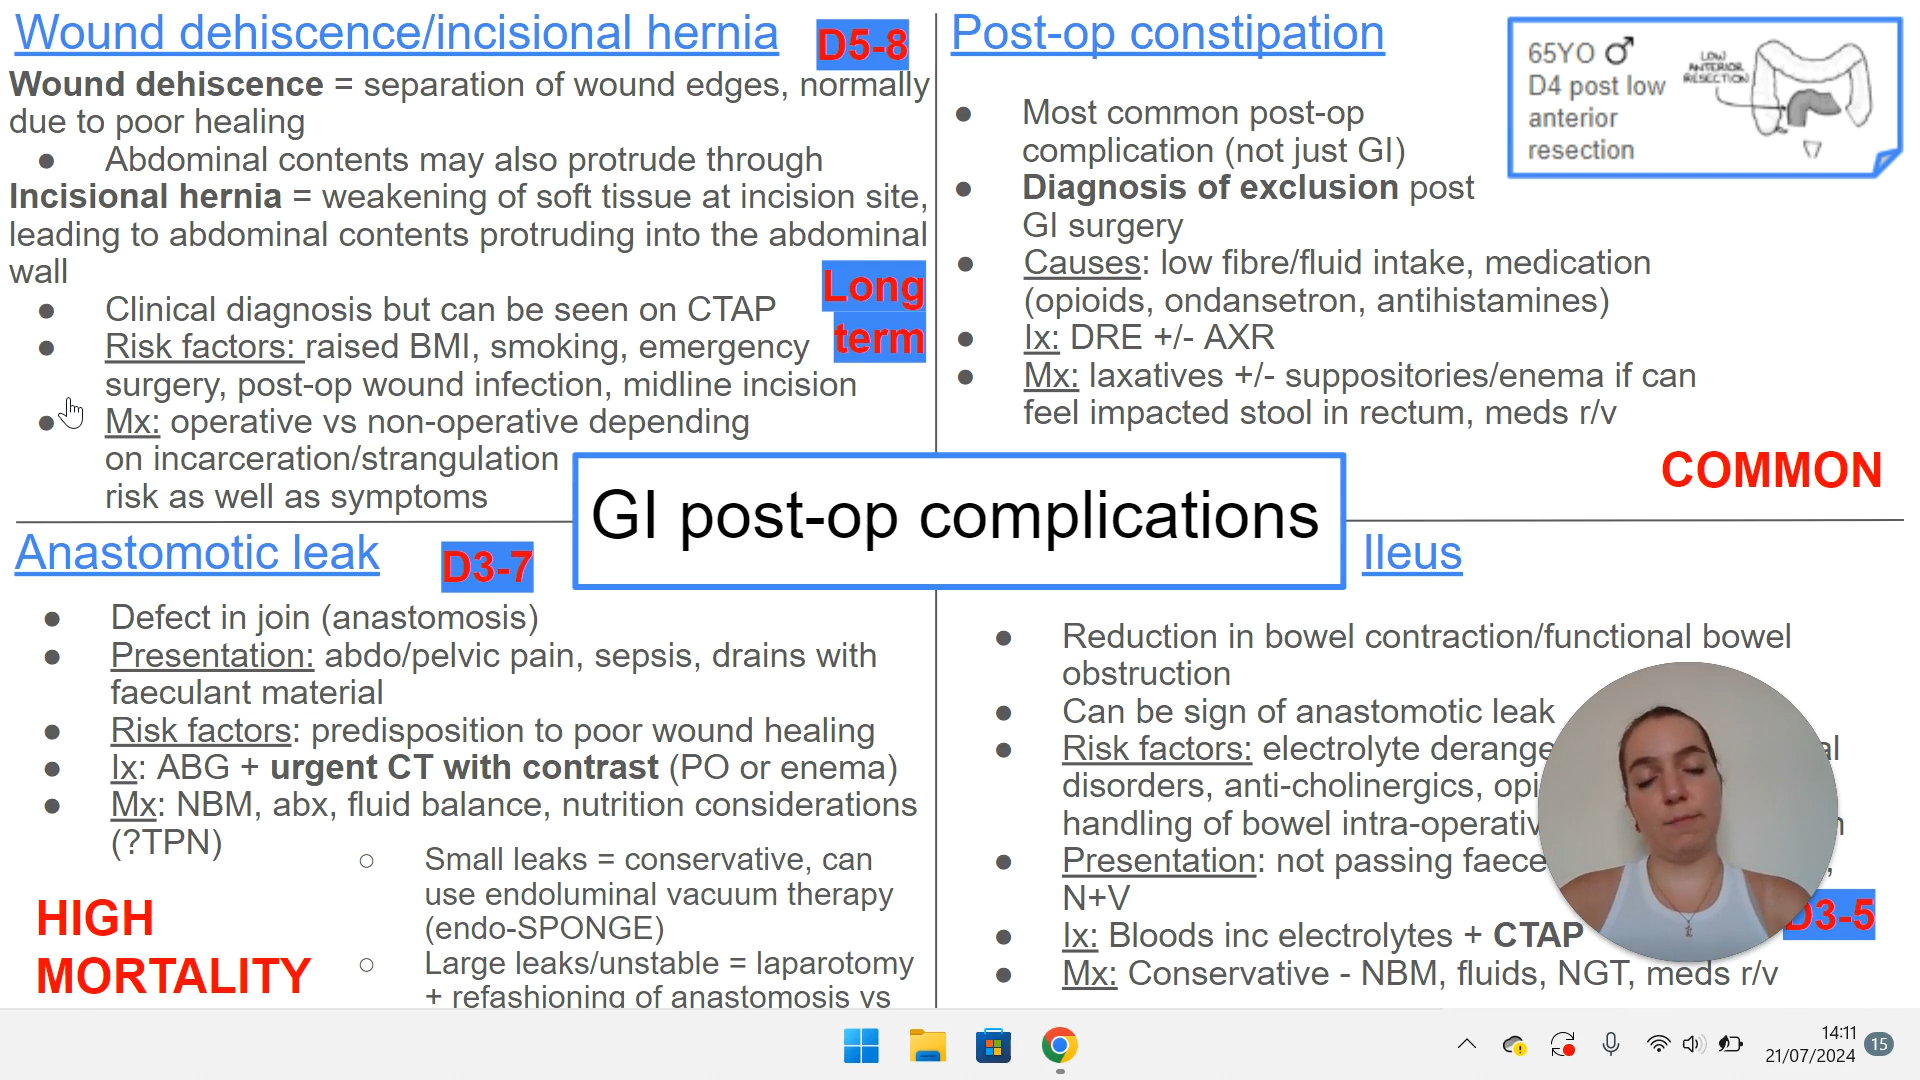 Wound dehiscence/incisional hernia
D5-8
Wound dehiscence = separation of wound edges, normally
due to poor healing
● Abdominal contents may also protrude through
Incisional hernia = weakening of soft tissue at incision site,
leading to abdominal contents protruding into the abdominal
wall
Long
term
● Clinical diagnosis but can be seen on CTAP
● Risk factors: raised BMI, smoking, emergency
surgery, post-op wound infection, midline incision
● Mx: operative vs non-operative depending
on incarceration/strangulation
risk as well as symptoms
Post-op constipation
65YO ♂
D4 post low
anterior
resection
LOW
ANTERIOR
RESECTION
● Most common post-op
complication (not just GI)
● Diagnosis of exclusion post
GI surgery
● Causes: low fibre/fluid intake, medication
(opioids, ondansetron, antihistamines)
● Ix: DRE +/- AXR
● Mx: laxatives +/- suppositories/enema if can
feel impacted stool in rectum, meds r/v
COMMON
GI post-op complications
Anastomotic leak
D3-7
● Defect in join (anastomosis)
● Presentation: abdo/pelvic pain, sepsis, drains with
faeculant material
● Risk factors: predisposition to poor wound healing
● Ix: ABG + urgent CT with contrast (PO or enema)
● Mx: NBM, abx, fluid balance, nutrition considerations
(?TPN)
○ Small leaks = conservative, can
use endoluminal vacuum therapy
(endo-SPONGE)
○ Large leaks/unstable = laparotomy
+ refashioning of anastomosis vs
HIGH
MORTALITY
Ileus
● Reduction in bowel contraction/functional bowel
obstruction
● Can be sign of anastomotic leak
● Risk factors: electrolyte
disorders, anti-cholinergics,
handling of bowel
● Presentation: not passing
N+V
● Ix: Bloods inc electrolytes + CTAP
● Mx: Conservative - NBM, fluids, NGT, meds r/v
D3-5
14:11
21/07/2024
15